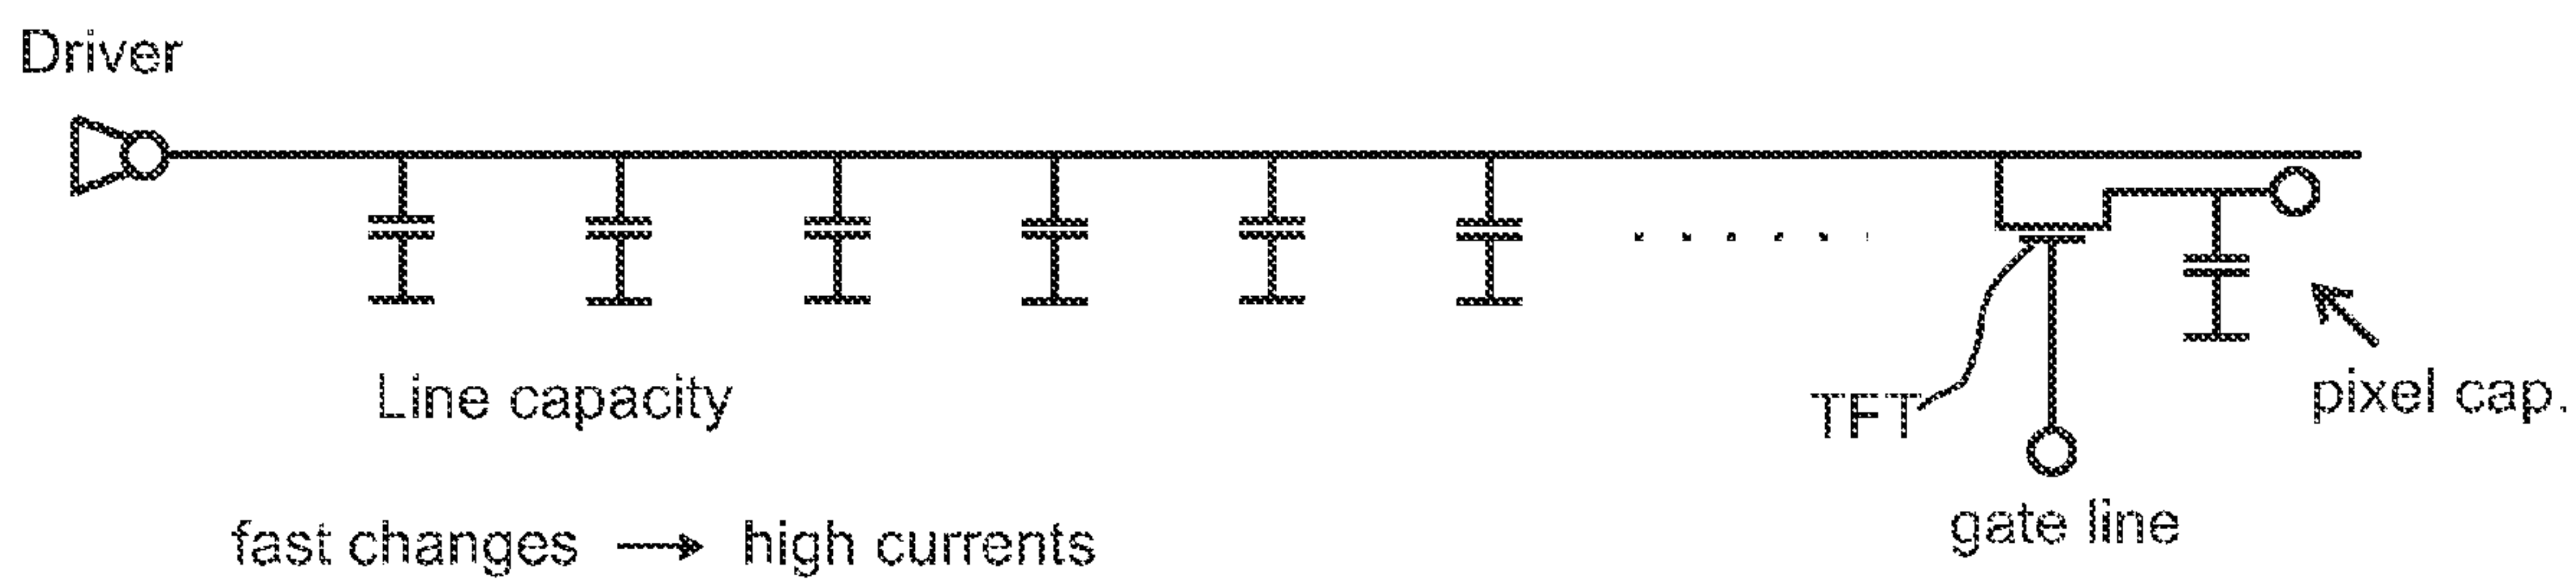 Driver
Line capacity
TFT
pixel cap.
gate line
fast changes → high currents